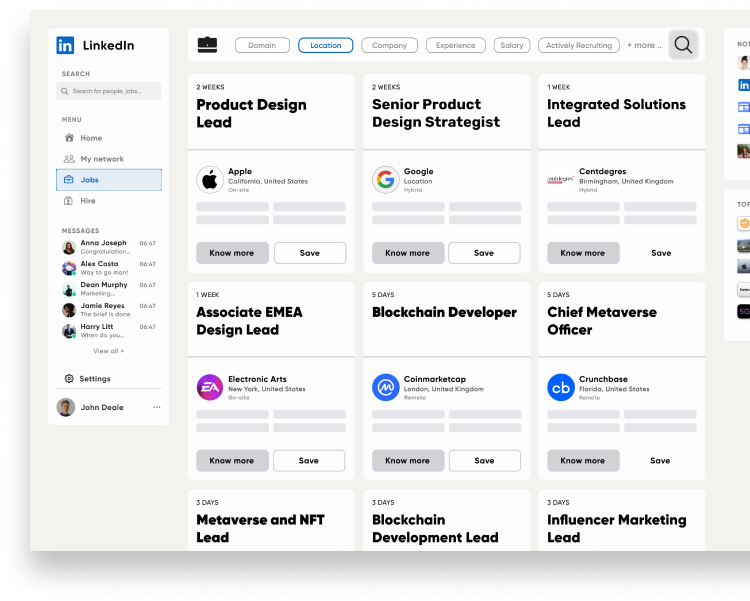 in
LinkedIn
SEARCH
Search for people, jobs...
MENU
Home
My network
Jobs
Hire
MESSAGES
Anna Joseph 06:47
Congratulation...
Alex Costa 06:47
Way to go man!
Dean Murphy 06:47
Marketing...
Jamie Reyes 06:47
The brief is done
Harry Litt 06:47
When do you...
View all >
Settings
John Deale ...
Domain
Location
Company
Experience
Salary
Actively Recruiting
+ more ..
2 WEEKS
Product Design
Lead
Apple
California, United States
On-site
Know more
Save
2 WEEKS
Senior Product
Design Strategist
Google
Location
Hybrid
Know more
Save
1 WEEK
Integrated Solutions
Lead
centdegres
Centdegres
Birmingham, United Kingdom
Hybrid
Know more
Save
1 WEEK
Associate EMEA
Design Lead
EA
Electronic Arts
New York, United States
On-site
Know more
Save
5 DAYS
Blockchain Developer
Coinmarketcap
London, United Kingdom
Remote
Know more
Save
5 DAYS
Chief Metaverse
Officer
cb
Crunchbase
Florida, United States
Remote
Know more
Save
3 DAYS
Metaverse and NFT
Lead
3 DAYS
Blockchain
Development Lead
3 DAYS
Influencer Marketing
Lead
NOT
in
TOP
SG